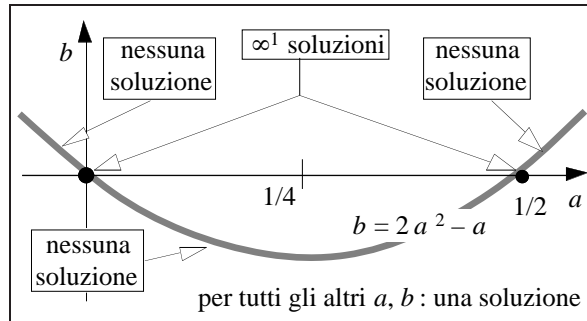 b
nessuna
soluzione
∞¹ soluzioni
nessuna
soluzione
1/4
1/2
a
b = 2 a ² – a
nessuna
soluzione
per tutti gli altri a, b : una soluzione